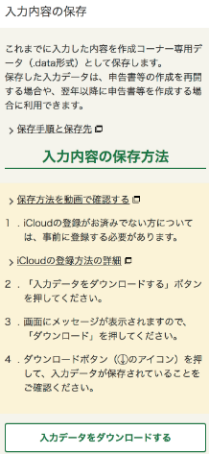 入力内容の保存
これまでに入力した内容を作成コーナー専用デ
ータ（.data形式）として保存します。
保存した入力データは、申告書等の作成を再開
する場合や、翌年以降に申告書等を作成する場
合に利用できます。
保存手順と保存先
入力内容の保存方法
保存方法を動画で確認する
1．iCloudの登録がお済みでない方について
は、事前に登録する必要があります。
iCloudの登録方法の詳細
2．「入力データをダウンロードする」ボタン
を押してください。
3．画面にメッセージが表示されますので、
「ダウンロード」を押してください。
4．ダウンロードボタン（↓のアイコン）を押
して、入力データが保存されていることを
ご確認ください。
入力データをダウンロードする